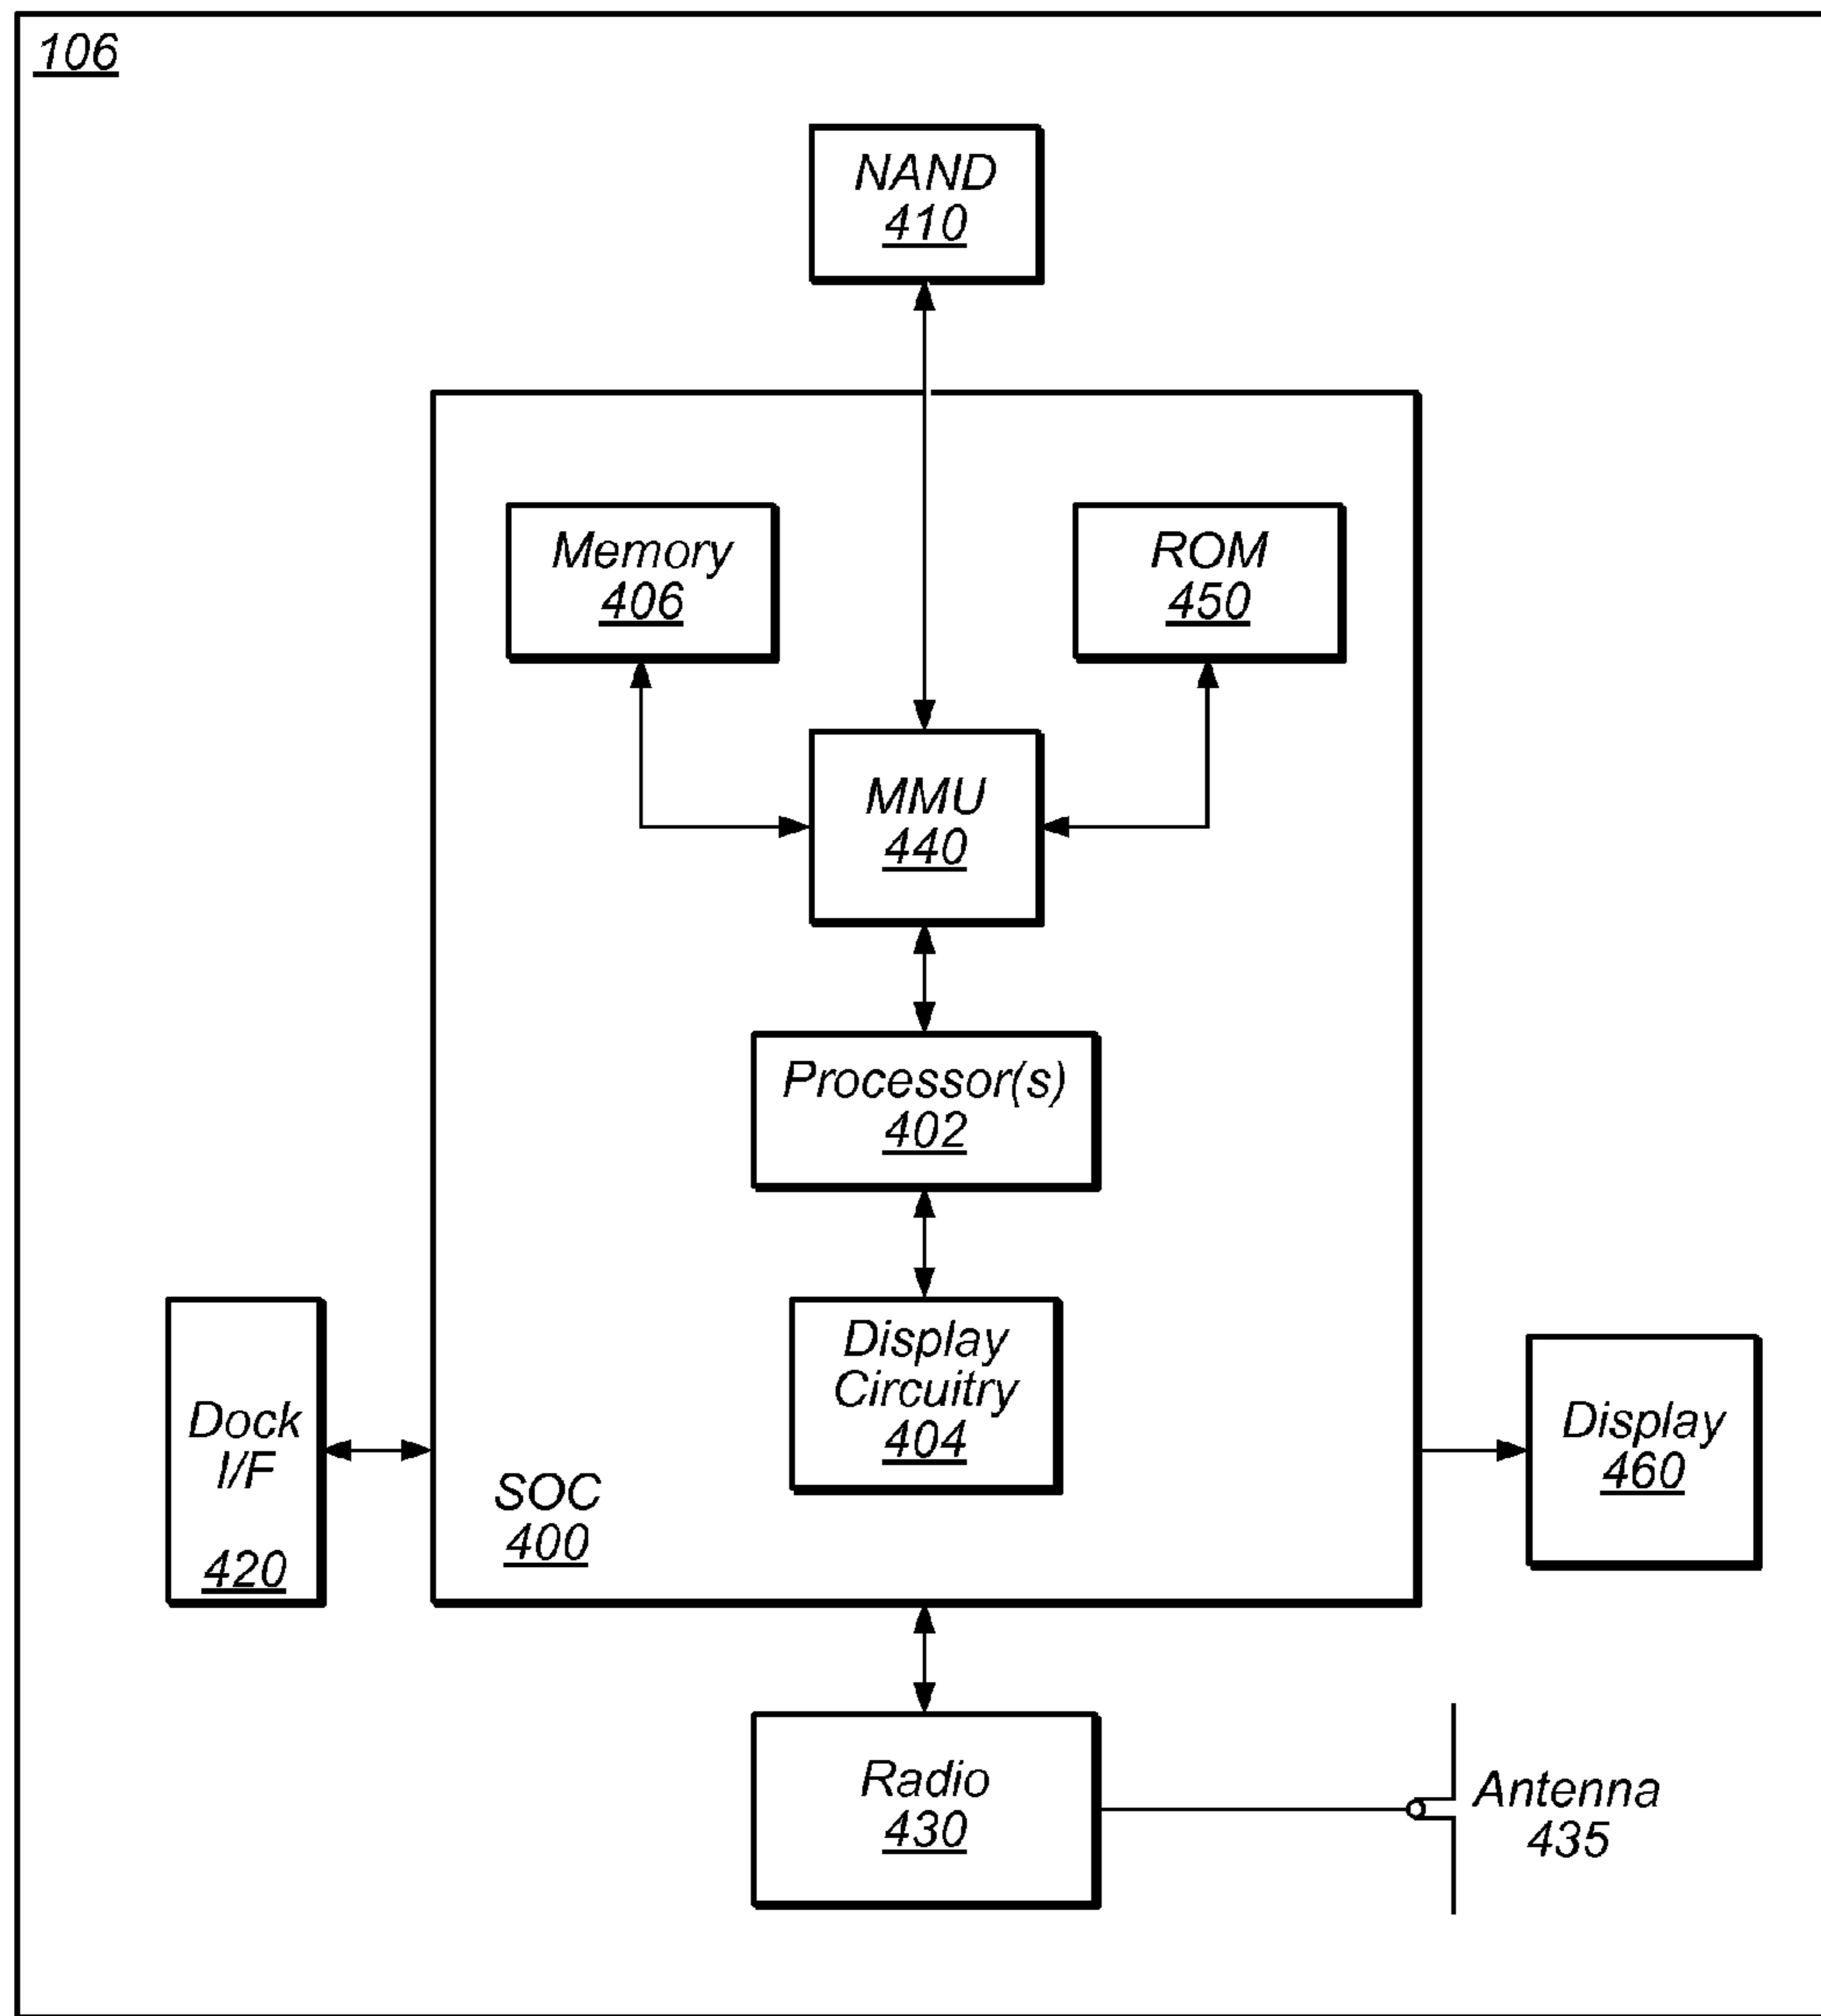 106
NAND
410
Memory
406
ROM
450
MMU
440
Processor(s)
402
Display
Circuitry
404
Dock
I/F
420
SOC
400
Display
460
Radio
430
Antenna
435